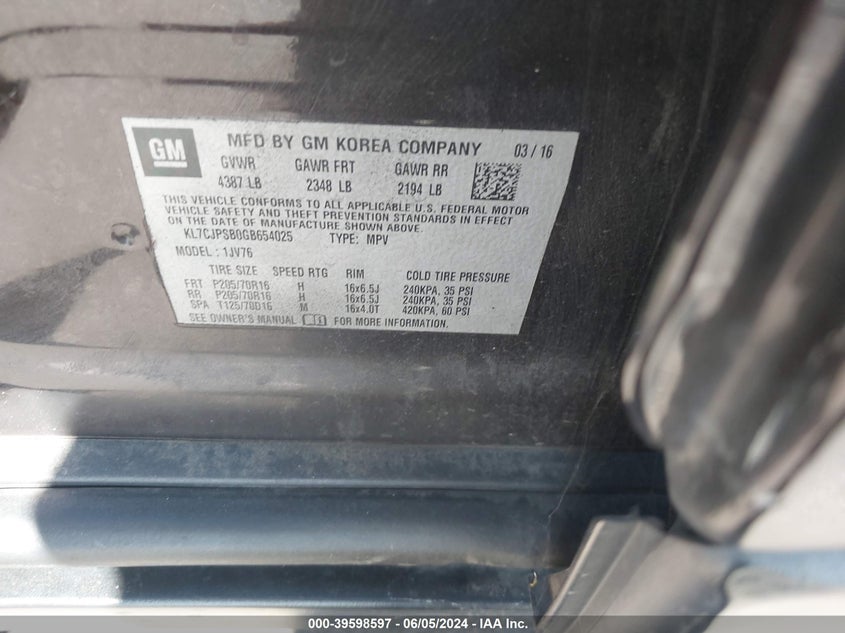 GM
MFD BY GM KOREA COMPANY 03 / 16
GVWR GAWR FRT GAWR RR
4387 LB 2348 LB 2194 LB
THIS VEHICLE CONFORMS TO ALL APPLICABLE U.S. FEDERAL MOTOR
VEHICLE SAFETY AND THEFT PREVENTION STANDARDS IN EFFECT
ON THE DATE OF MANUFACTURE SHOWN ABOVE.
KL7CJPSB0GB654025 TYPE: MPV
MODEL : 1JV76
TIRE SIZE SPEED RTG RIM COLD TIRE PRESSURE
FRT P205/70R16 H 16x6.5J 240KPA, 35 PSI
RR P205/70R16 H 16x6.5J 240KPA, 35 PSI
SPA T125/70D16 M 16x4.0T 420KPA, 60 PSI
SEE OWNER'S MANUAL FOR MORE INFORMATION.
000-39598597 - 06/05/2024 - IAA Inc.